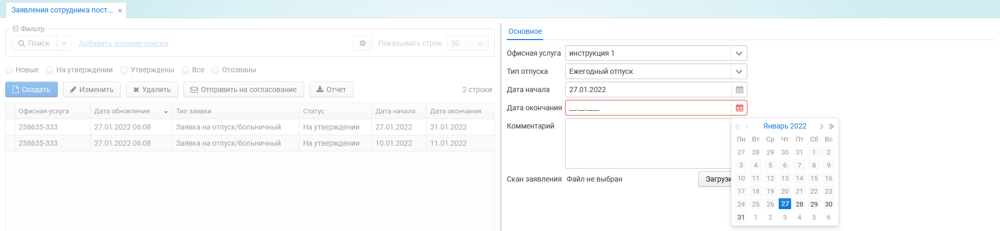 Заявления сотрудника пост... ×
Фильтр
Поиск Добавить условие поиска Показывать строк 50
Новые На утверждении Утверждены Все Отозваны
Создать Изменить Удалить Отправить на согласование Отчет 2 строки
Офисная услуга Дата обновления Тип заявки Статус Дата начала Дата окончания
258635-333 27.01.2022 06:08 Заявка на отпуск/больничный На утверждении 27.01.2022 31.01.2022
258635-333 27.01.2022 06:08 Заявка на отпуск/больничный На утверждении 10.01.2022 11.01.2022
Основное
Офисная услуга инструкция 1
Тип отпуска Ежегодный отпуск
Дата начала 27.01.2022
Дата окончания __.__.____
Комментарий
Скан заявления Файл не выбран Загрузи
Январь 2022
Пн Вт Ср Чт Пт Сб Вс
27 28 29 30 31 1 2
3 4 5 6 7 8 9
10 11 12 13 14 15 16
17 18 19 20 21 22 23
24 25 26 27 28 29 30
31 1 2 3 4 5 6